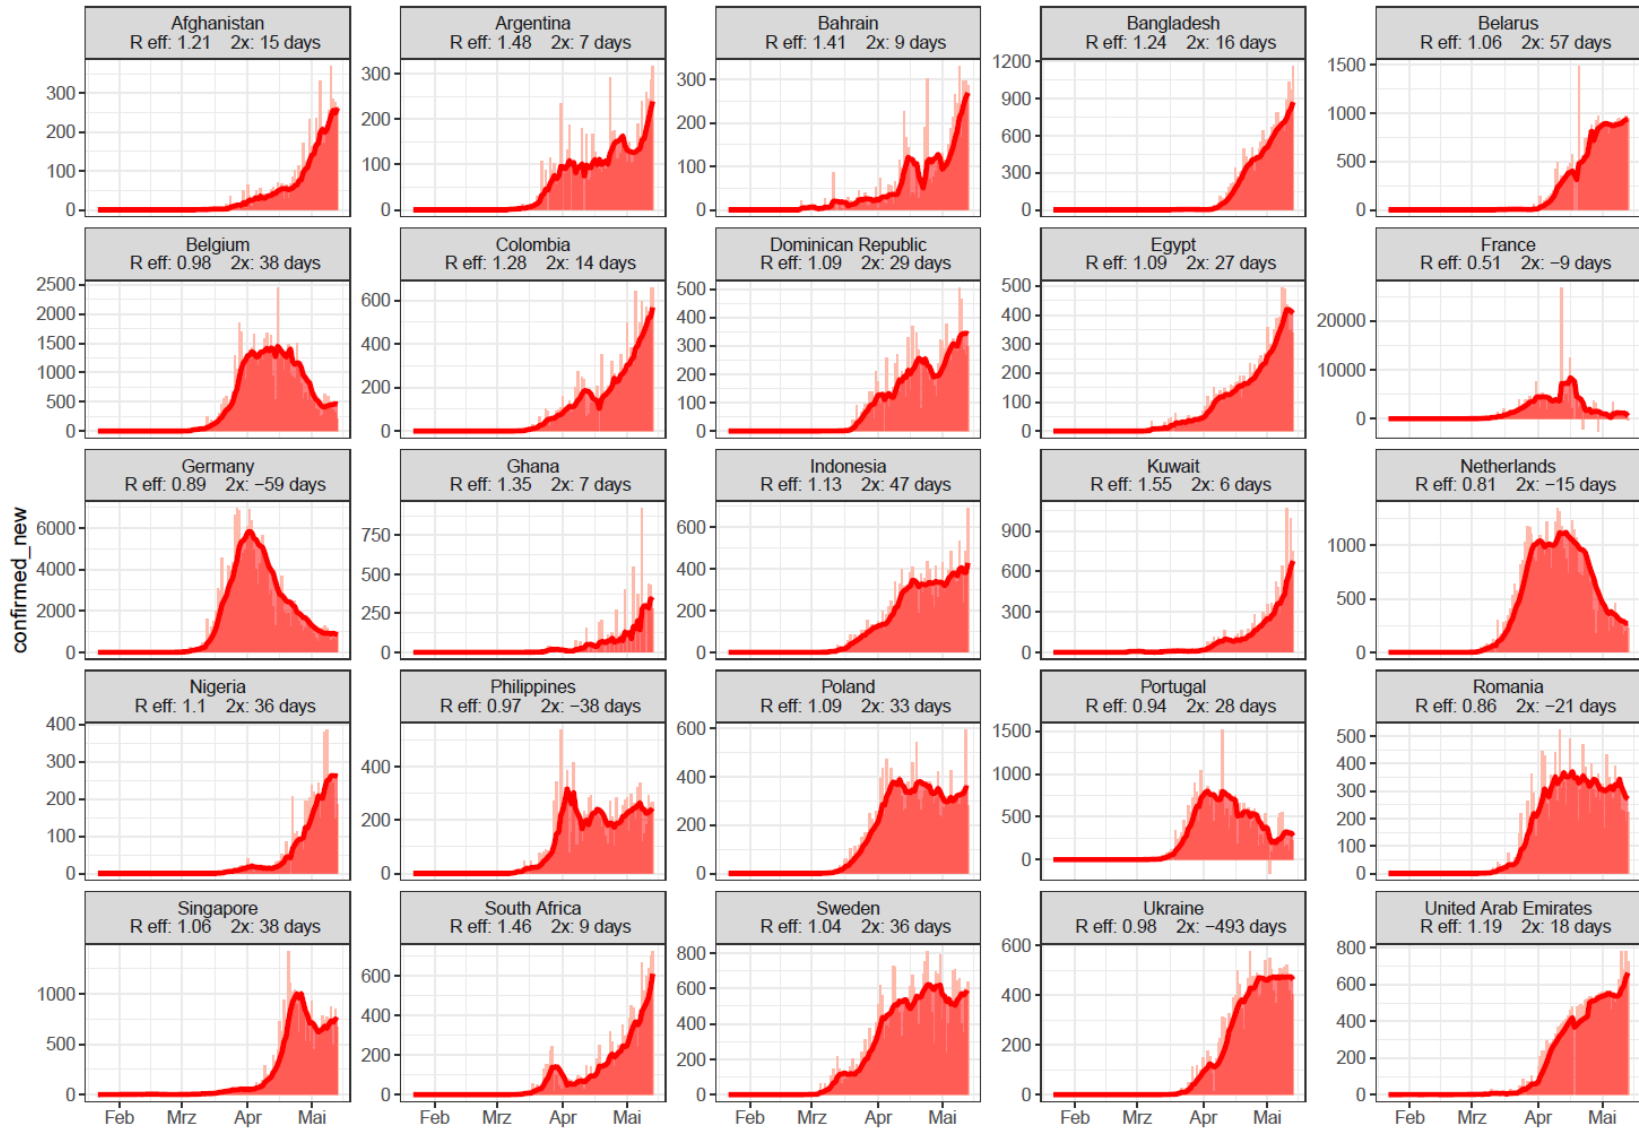 Afghanistan
R eff: 1.21 2x: 15 days
Argentina
R eff: 1.48 2x: 7 days
Bahrain
R eff: 1.41 2x: 9 days
Bangladesh
R eff: 1.24 2x: 16 days
Belarus
R eff: 1.06 2x: 57 days
300
200
100
0
300
200
100
0
300
200
100
0
1200
900
600
300
0
1500
1000
500
0
Belgium
R eff: 0.98 2x: 38 days
Colombia
R eff: 1.28 2x: 14 days
Dominican Republic
R eff: 1.09 2x: 29 days
Egypt
R eff: 1.09 2x: 27 days
France
R eff: 0.51 2x: −9 days
2500
2000
1500
1000
500
0
600
400
200
0
500
400
300
200
100
0
500
400
300
200
100
0
20000
10000
0
confirmed_new
Germany
R eff: 0.89 2x: −59 days
Ghana
R eff: 1.35 2x: 7 days
Indonesia
R eff: 1.13 2x: 47 days
Kuwait
R eff: 1.55 2x: 6 days
Netherlands
R eff: 0.81 2x: −15 days
6000
4000
2000
0
750
500
250
0
600
400
200
0
900
600
300
0
1000
500
0
Nigeria
R eff: 1.1 2x: 36 days
Philippines
R eff: 0.97 2x: −38 days
Poland
R eff: 1.09 2x: 33 days
Portugal
R eff: 0.94 2x: 28 days
Romania
R eff: 0.86 2x: −21 days
400
300
200
100
0
400
200
0
600
400
200
0
1500
1000
500
0
500
400
300
200
100
0
Singapore
R eff: 1.06 2x: 38 days
South Africa
R eff: 1.46 2x: 9 days
Sweden
R eff: 1.04 2x: 36 days
Ukraine
R eff: 0.98 2x: −493 days
United Arab Emirates
R eff: 1.19 2x: 18 days
1000
500
0
600
400
200
0
800
600
400
200
0
600
400
200
0
800
600
400
200
0
Feb Mrz Apr Mai
Feb Mrz Apr Mai
Feb Mrz Apr Mai
Feb Mrz Apr Mai
Feb Mrz Apr Mai